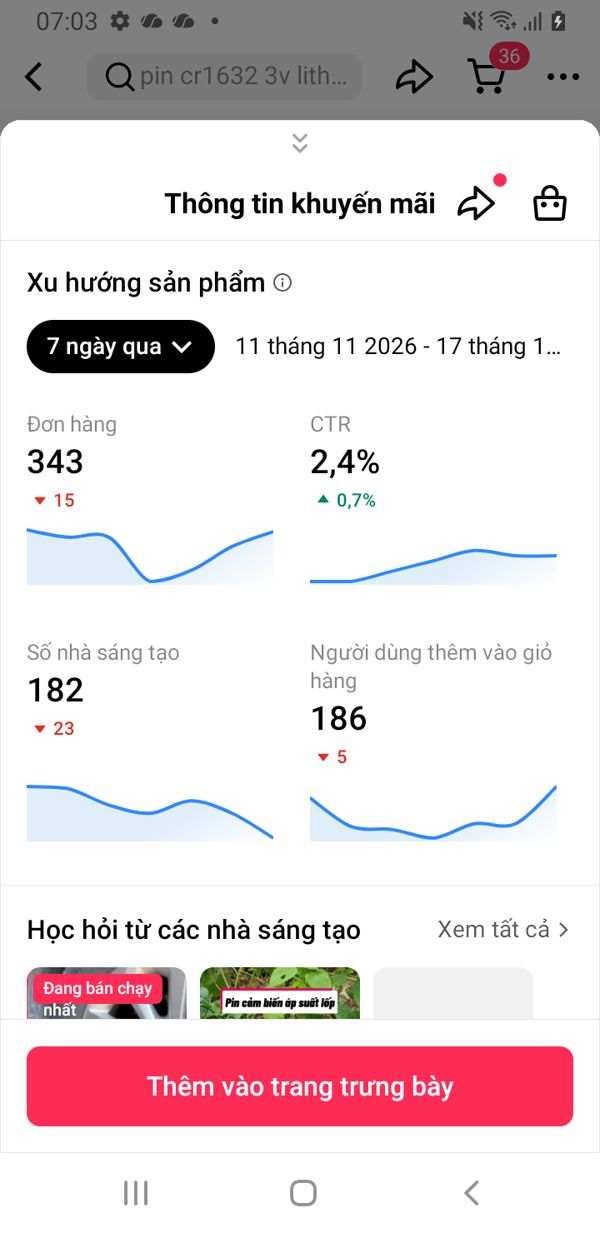 07:03
pin cr1632 3v lith...
36
Thông tin khuyến mãi
Xu hướng sản phẩm
7 ngày qua
11 tháng 11 2026 - 17 tháng 1...
Đơn hàng
343
15
CTR
2,4%
0,7%
Số nhà sáng tạo
182
23
Người dùng thêm vào giỏ
hàng
186
5
Học hỏi từ các nhà sáng tạo
Xem tất cả
Đang bán chạy
nhất
Pin cảm biến áp suất lốp
Thêm vào trang trưng bày